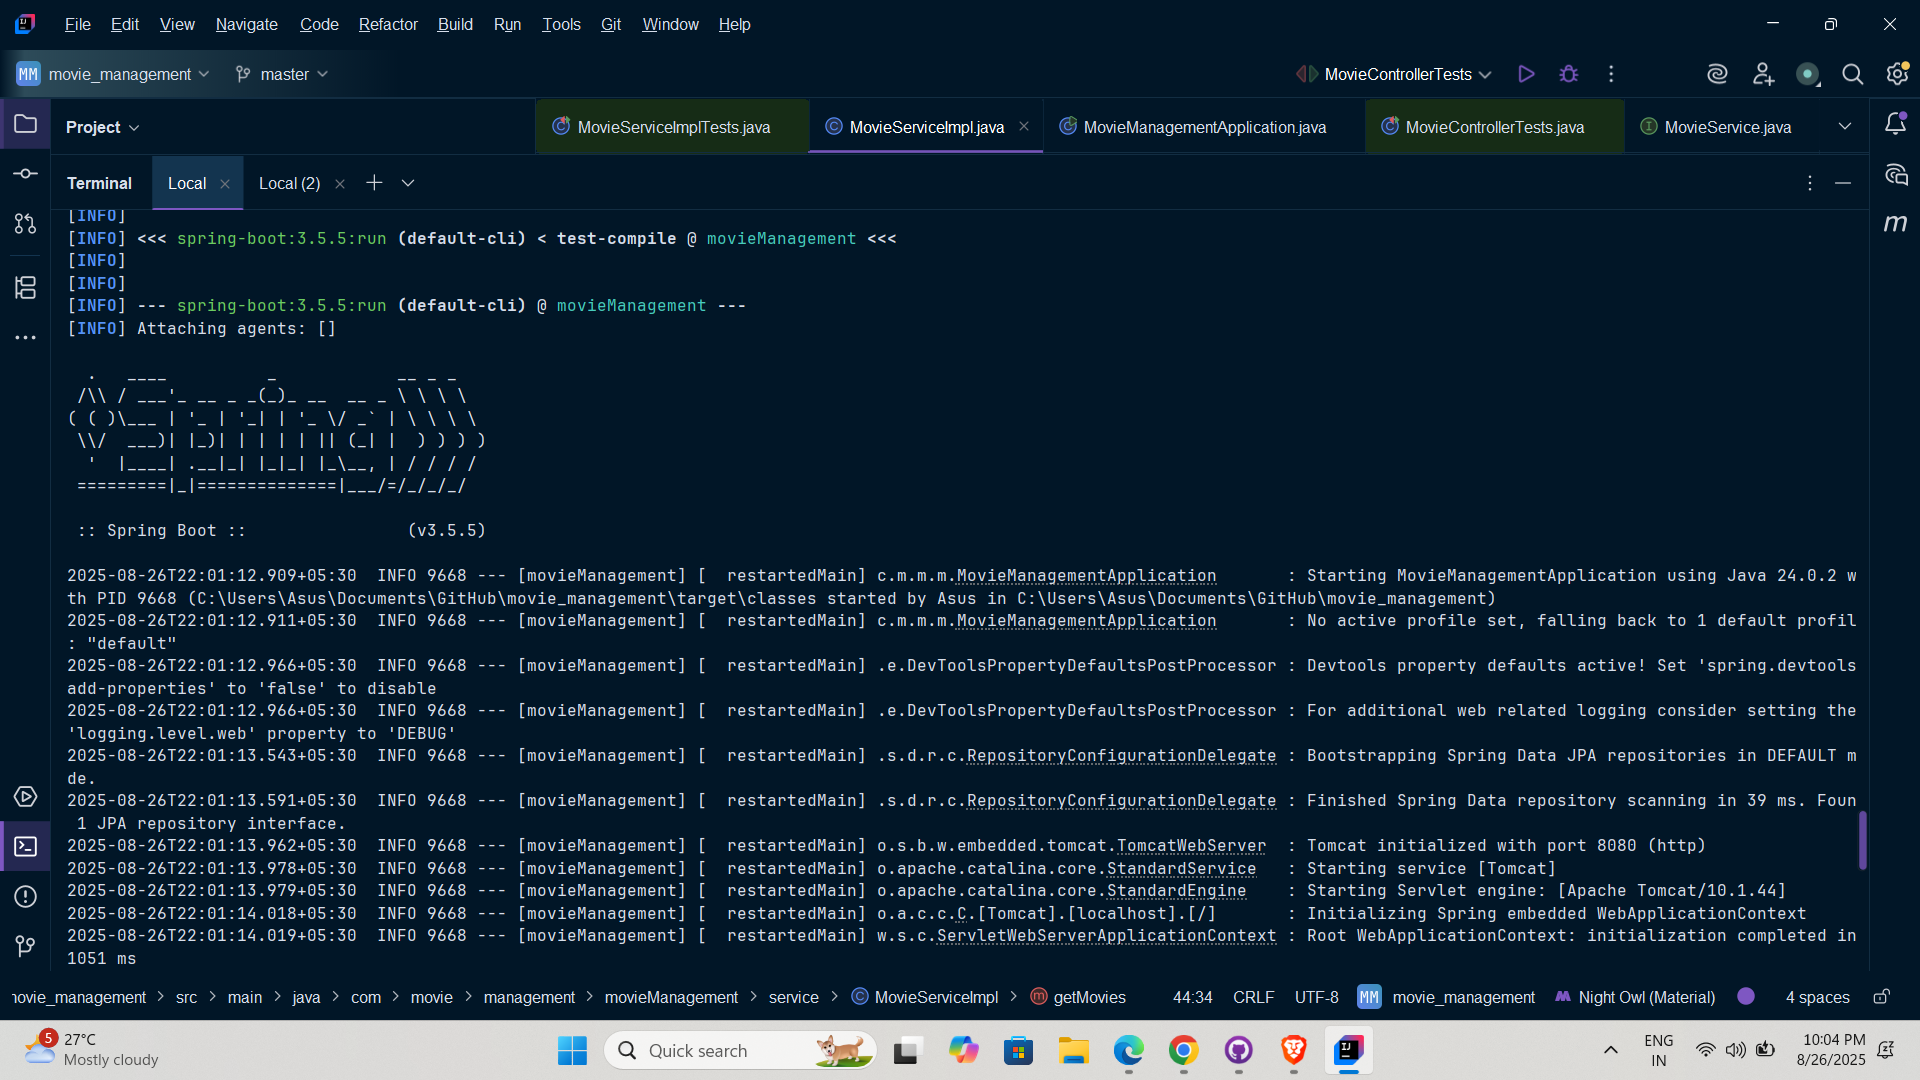 File Edit View Navigate Code Refactor Build Run Tools Git Window Help
MM movie_management master MovieControllerTests
Project MovieServiceImplTests.java MovieServiceImpl.java MovieManagementApplication.java MovieControllerTests.java MovieService.java
Terminal Local Local (2)
[INFO]
[INFO] <<< spring-boot:3.5.5:run (default-cli) < test-compile @ movieManagement <<<
[INFO]
[INFO]
[INFO] --- spring-boot:3.5.5:run (default-cli) @ movieManagement ---
[INFO] Attaching agents: []
  .   ____          _            __ _ _
 /\\ / ___'_ __ _ _(_)_ __  __ _ \ \ \ \
( ( )\___ | '_ | '_| | '_ \/ _` | \ \ \ \
 \\/  ___)| |_)| | | | | || (_| |  ) ) ) )
  '  |____| .__|_| |_|_| |_\__, | / / / /
 =========|_|==============|___/=/_/_/_/
 :: Spring Boot ::                (v3.5.5)
2025-08-26T22:01:12.909+05:30  INFO 9668 --- [movieManagement] [  restartedMain] c.m.m.m.MovieManagementApplication       : Starting MovieManagementApplication using Java 24.0.2 w
th PID 9668 (C:\Users\Asus\Documents\GitHub\movie_management\target\classes started by Asus in C:\Users\Asus\Documents\GitHub\movie_management)
2025-08-26T22:01:12.911+05:30  INFO 9668 --- [movieManagement] [  restartedMain] c.m.m.m.MovieManagementApplication       : No active profile set, falling back to 1 default profil
: "default"
2025-08-26T22:01:12.966+05:30  INFO 9668 --- [movieManagement] [  restartedMain] .e.DevToolsPropertyDefaultsPostProcessor : Devtools property defaults active! Set 'spring.devtools
add-properties' to 'false' to disable
2025-08-26T22:01:12.966+05:30  INFO 9668 --- [movieManagement] [  restartedMain] .e.DevToolsPropertyDefaultsPostProcessor : For additional web related logging consider setting the
'logging.level.web' property to 'DEBUG'
2025-08-26T22:01:13.543+05:30  INFO 9668 --- [movieManagement] [  restartedMain] .s.d.r.c.RepositoryConfigurationDelegate : Bootstrapping Spring Data JPA repositories in DEFAULT m
de.
2025-08-26T22:01:13.591+05:30  INFO 9668 --- [movieManagement] [  restartedMain] .s.d.r.c.RepositoryConfigurationDelegate : Finished Spring Data repository scanning in 39 ms. Foun
 1 JPA repository interface.
2025-08-26T22:01:13.962+05:30  INFO 9668 --- [movieManagement] [  restartedMain] o.s.b.w.embedded.tomcat.TomcatWebServer  : Tomcat initialized with port 8080 (http)
2025-08-26T22:01:13.978+05:30  INFO 9668 --- [movieManagement] [  restartedMain] o.apache.catalina.core.StandardService   : Starting service [Tomcat]
2025-08-26T22:01:13.979+05:30  INFO 9668 --- [movieManagement] [  restartedMain] o.apache.catalina.core.StandardEngine    : Starting Servlet engine: [Apache Tomcat/10.1.44]
2025-08-26T22:01:14.018+05:30  INFO 9668 --- [movieManagement] [  restartedMain] o.a.c.c.C.[Tomcat].[localhost].[/]       : Initializing Spring embedded WebApplicationContext
2025-08-26T22:01:14.019+05:30  INFO 9668 --- [movieManagement] [  restartedMain] w.s.c.ServletWebServerApplicationContext : Root WebApplicationContext: initialization completed in
1051 ms
movie_management > src > main > java > com > movie > management > movieManagement > service > MovieServiceImpl > getMovies 44:34 CRLF UTF-8 MM movie_management Night Owl (Material) 4 spaces
5 27°C
Mostly cloudy
Quick search
ENG
IN
10:04 PM
8/26/2025